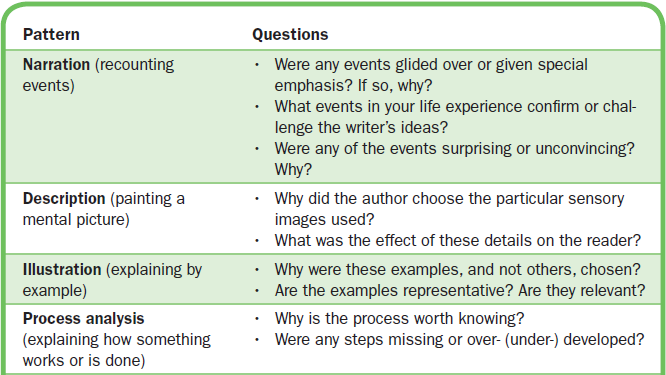 Pattern Questions
Narration (recounting
events)
• Were any events glided over or given special
emphasis? If so, why?
• What events in your life experience confirm or chal-
lenge the writer's ideas?
• Were any of the events surprising or unconvincing?
Why?
Description (painting a
mental picture)
• Why did the author choose the particular sensory
images used?
• What was the effect of these details on the reader?
Illustration (explaining by
example)
• Why were these examples, and not others, chosen?
• Are the examples representative? Are they relevant?
Process analysis
(explaining how something
works or is done)
• Why is the process worth knowing?
• Were any steps missing or over- (under-) developed?